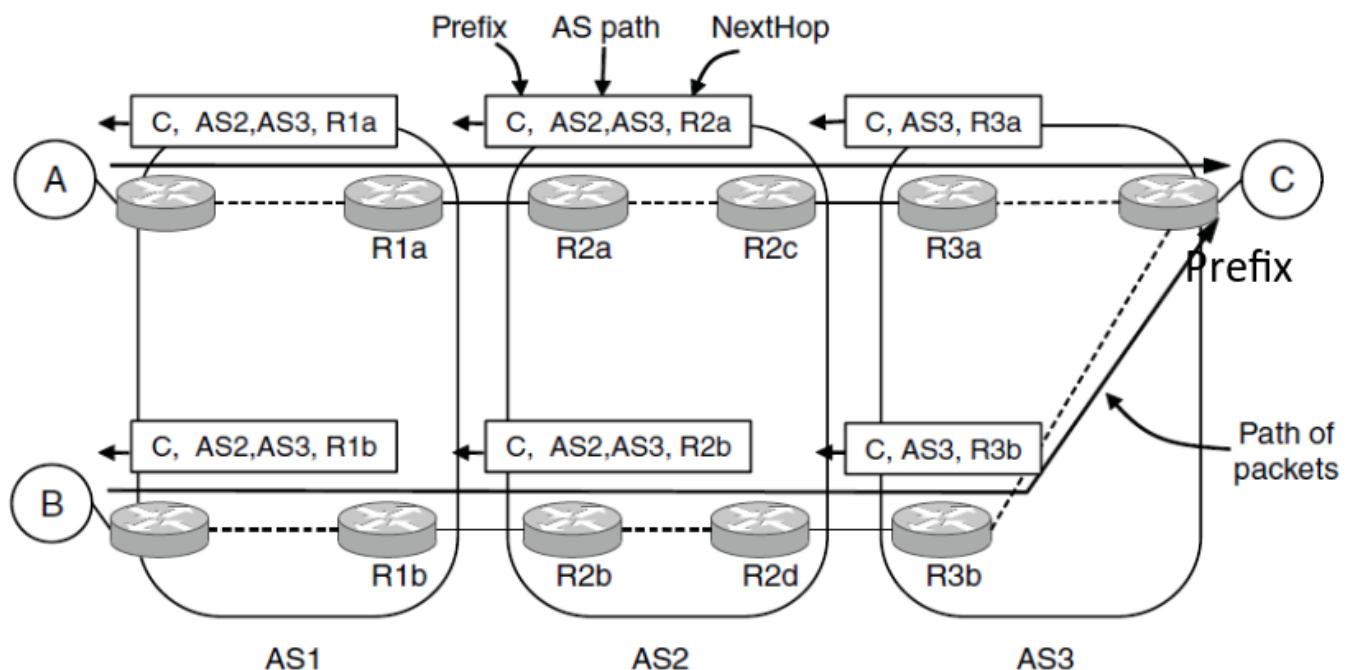 Prefix AS path NextHop
C, AS2,AS3, R1a
C, AS2,AS3, R2a
C, AS3, R3a
A
C
R1a
R2a
R2c
R3a
Prefix
C, AS2,AS3, R1b
C, AS2,AS3, R2b
C, AS3, R3b
Path of
packets
B
R1b
R2b
R2d
R3b
AS1
AS2
AS3